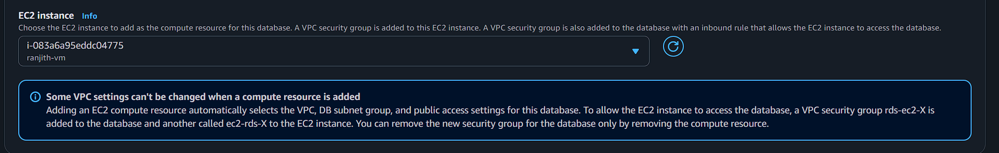 EC2 instance Info
Choose the EC2 instance to add as the compute resource for this database. A VPC security group is added to this EC2 instance. A VPC security group is also added to the database with an inbound rule that allows the EC2 instance to access the database.
i-083a6a95eddc04775
ranjith-vm
Some VPC settings can't be changed when a compute resource is added
Adding an EC2 compute resource automatically selects the VPC, DB subnet group, and public access settings for this database. To allow the EC2 instance to access the database, a VPC security group rds-ec2-X is
added to the database and another called ec2-rds-X to the EC2 instance. You can remove the new security group for the database only by removing the compute resource.